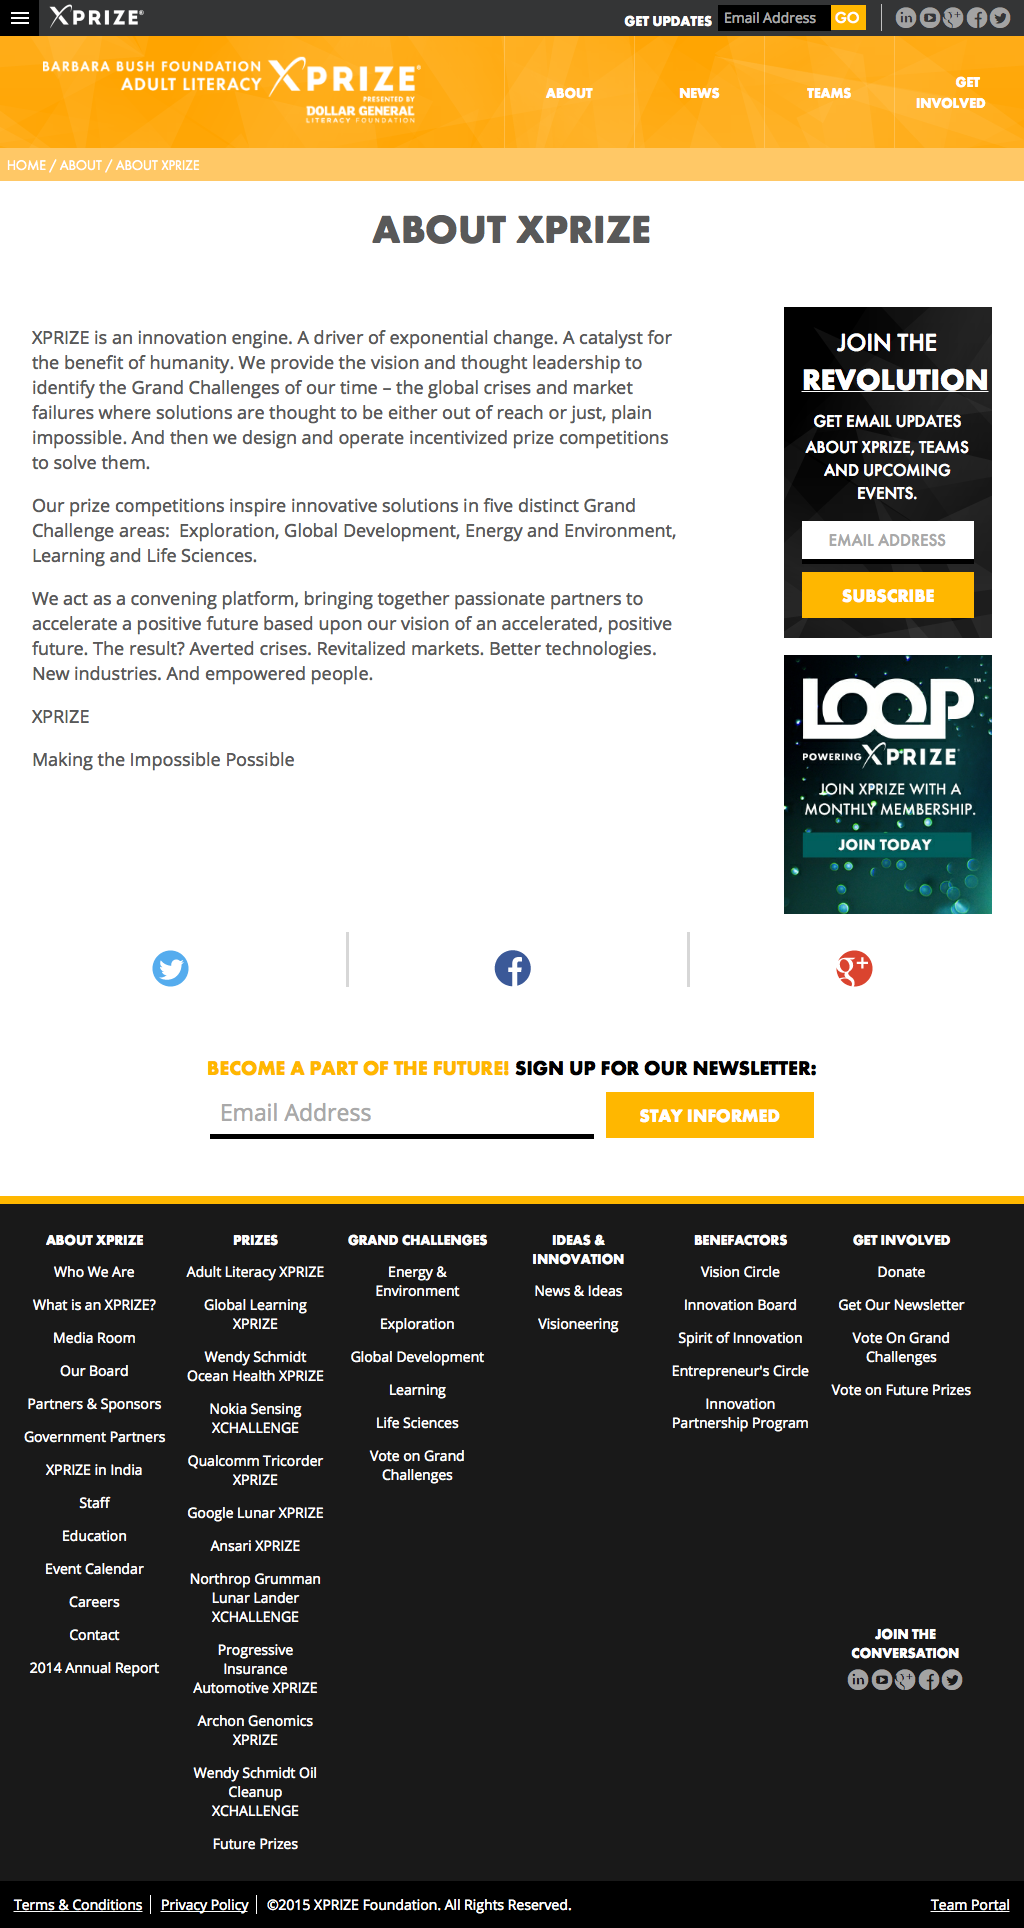 XPRIZE®
GET UPDATES Email Address GO
BARBARA BUSH FOUNDATION
ADULT LITERACY XPRIZE
PRESENTED BY
DOLLAR GENERAL
LITERACY FOUNDATION
ABOUT
NEWS
TEAMS
GET
INVOLVED
HOME / ABOUT / ABOUT XPRIZE
ABOUT XPRIZE
XPRIZE is an innovation engine. A driver of exponential change. A catalyst for
the benefit of humanity. We provide the vision and thought leadership to
identify the Grand Challenges of our time – the global crises and market
failures where solutions are thought to be either out of reach or just, plain
impossible. And then we design and operate incentivized prize competitions
to solve them.
Our prize competitions inspire innovative solutions in five distinct Grand
Challenge areas: Exploration, Global Development, Energy and Environment,
Learning and Life Sciences.
We act as a convening platform, bringing together passionate partners to
accelerate a positive future based upon our vision of an accelerated, positive
future. The result? Averted crises. Revitalized markets. Better technologies.
New industries. And empowered people.
XPRIZE
Making the Impossible Possible
JOIN THE
REVOLUTION
GET EMAIL UPDATES
ABOUT XPRIZE, TEAMS
AND UPCOMING
EVENTS.
EMAIL ADDRESS
SUBSCRIBE
LOOP™
POWERING XPRIZE
JOIN XPRIZE WITH A
MONTHLY MEMBERSHIP.
JOIN TODAY
BECOME A PART OF THE FUTURE! SIGN UP FOR OUR NEWSLETTER:
Email Address
STAY INFORMED
ABOUT XPRIZE
Who We Are
What is an XPRIZE?
Media Room
Our Board
Partners & Sponsors
Government Partners
XPRIZE in India
Staff
Education
Event Calendar
Careers
Contact
2014 Annual Report
PRIZES
Adult Literacy XPRIZE
Global Learning
XPRIZE
Wendy Schmidt
Ocean Health XPRIZE
Nokia Sensing
XCHALLENGE
Qualcomm Tricorder
XPRIZE
Google Lunar XPRIZE
Ansari XPRIZE
Northrop Grumman
Lunar Lander
XCHALLENGE
Progressive
Insurance
Automotive XPRIZE
Archon Genomics
XPRIZE
Wendy Schmidt Oil
Cleanup
XCHALLENGE
Future Prizes
GRAND CHALLENGES
Energy &
Environment
Exploration
Global Development
Learning
Life Sciences
Vote on Grand
Challenges
IDEAS &
INNOVATION
News & Ideas
Visioneering
BENEFACTORS
Vision Circle
Innovation Board
Spirit of Innovation
Entrepreneur's Circle
Innovation
Partnership Program
GET INVOLVED
Donate
Get Our Newsletter
Vote On Grand
Challenges
Vote on Future Prizes
JOIN THE
CONVERSATION
Terms & Conditions
Privacy Policy
©2015 XPRIZE Foundation. All Rights Reserved.
Team Portal